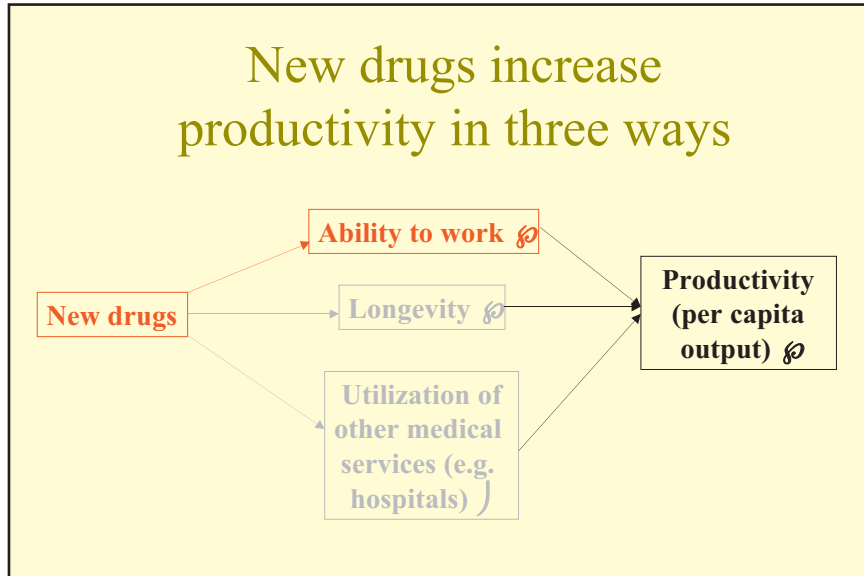 New drugs increase
productivity in three ways
Ability to work ℘
New drugs
Longevity ℘
Utilization of
other medical
services (e.g.
hospitals) ⌡
Productivity
(per capita
output) ℘